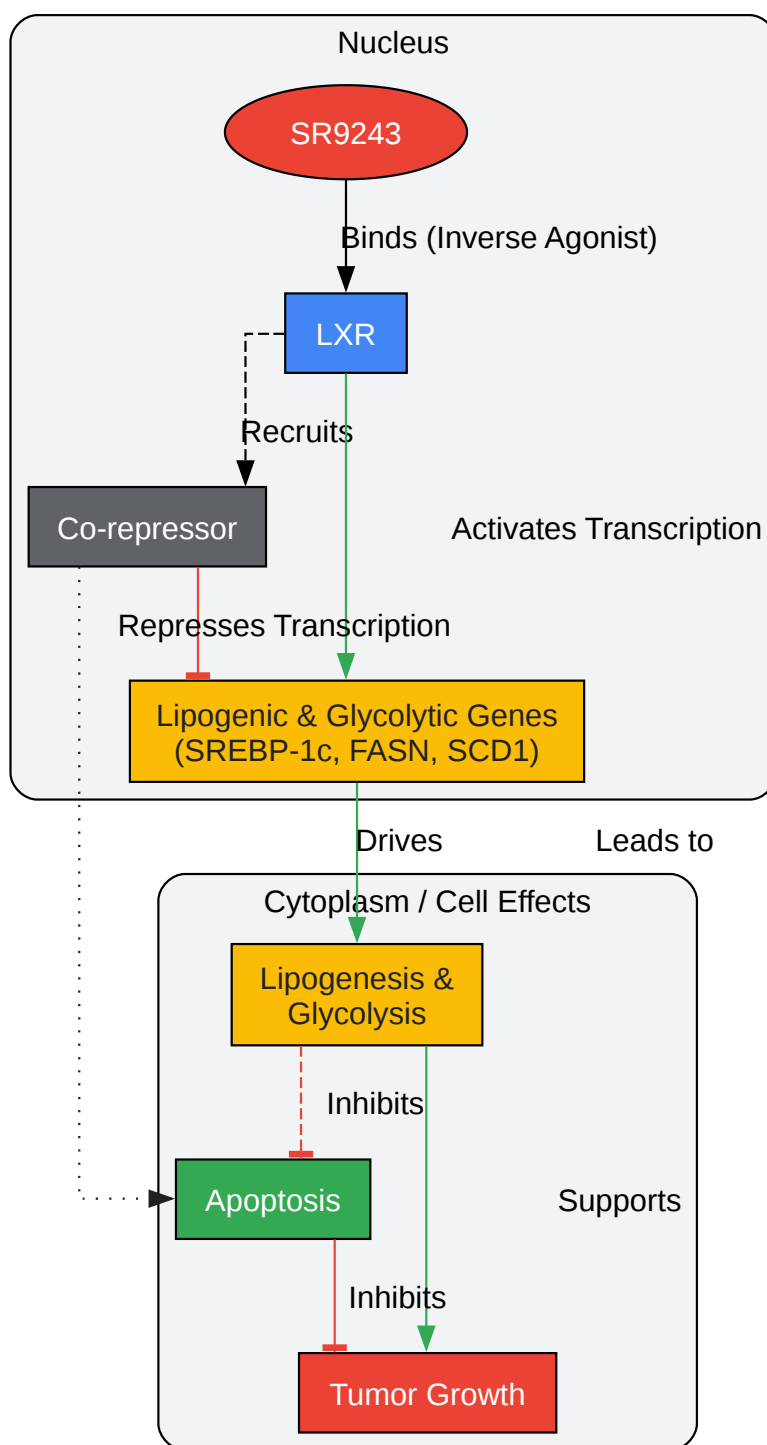 Nucleus
SR9243
Binds (Inverse Agonist)
LXR
Recruits
Co-repressor
Activates Transcription
Represses Transcription
Lipogenic & Glycolytic Genes
(SREBP-1c, FASN, SCD1)
Drives
Leads to
Cytoplasm / Cell Effects
Lipogenesis &
Glycolysis
Inhibits
Apoptosis
Supports
Inhibits
Tumor Growth